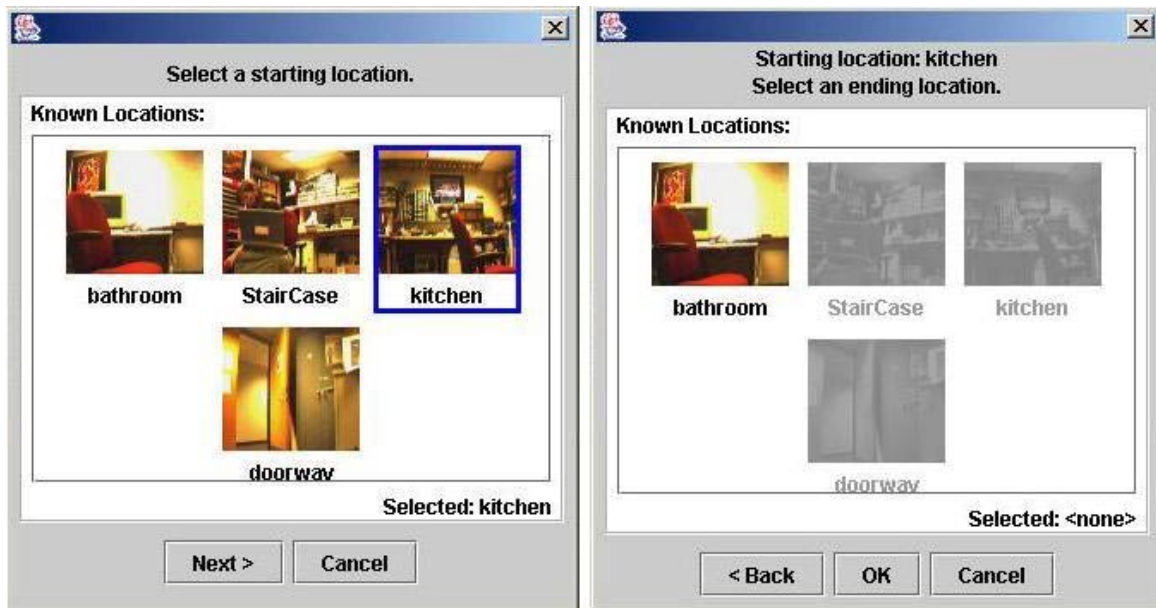 Select a starting location.
Known Locations:
bathroom StairCase kitchen
doorway
Selected: kitchen
Next > Cancel
Starting location: kitchen
Select an ending location.
Known Locations:
bathroom StairCase kitchen
doorway
Selected: <none>
< Back OK Cancel